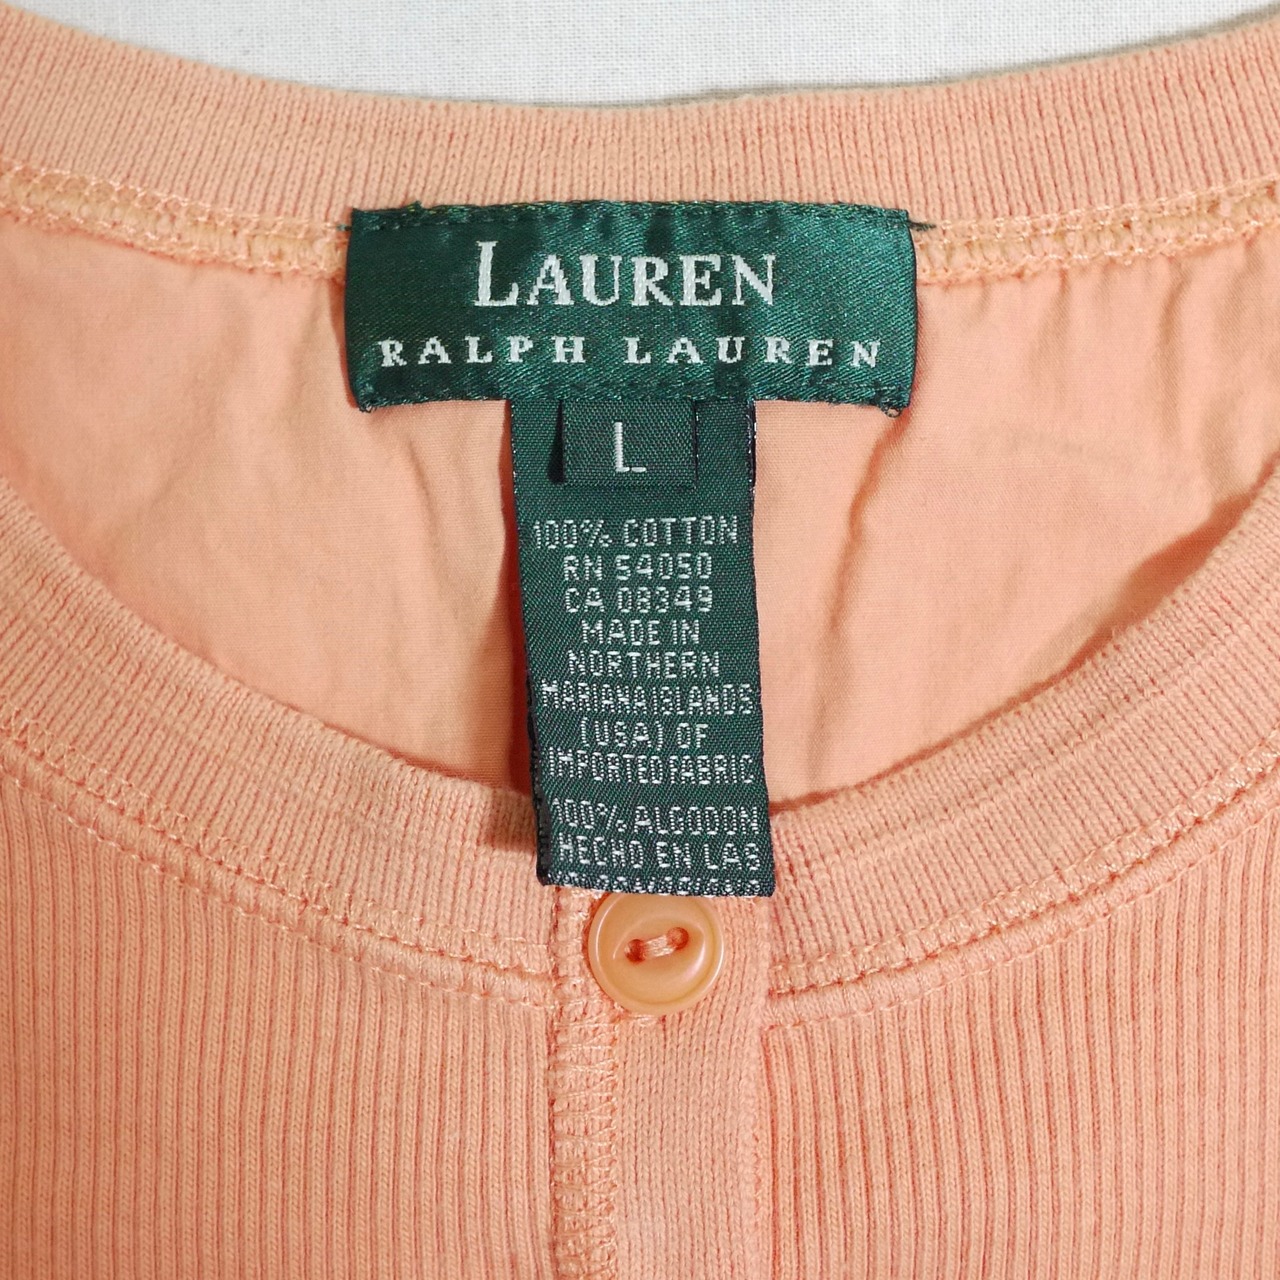 LAUREN
RALPH LAUREN
L
100% COTTON
RN 54050
CA 08349
MADE IN
NORTHERN
MARIANA ISLANDS
(USA) OF
IMPORTED FABRIC
100% ALGODON
HECHO EN LAS